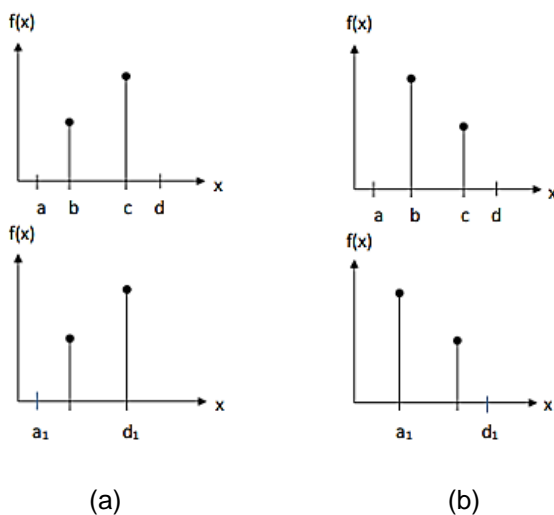 f(x) f(x)
x x
a b c d a b c d
f(x) f(x)
x x
a₁ d₁ a₁ d₁
(a) (b)